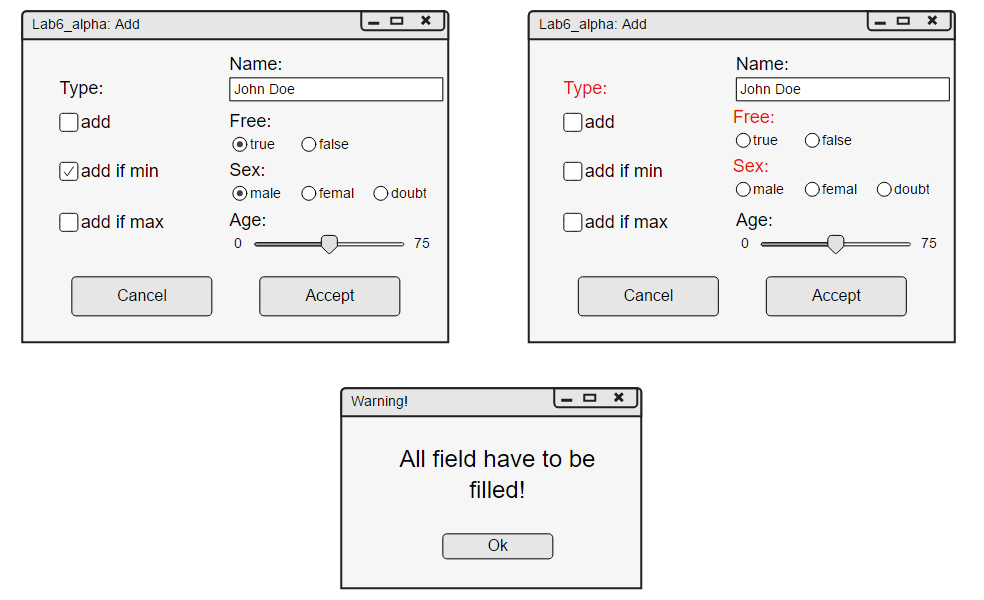 Lab6_alpha: Add
Name:
Type:
John Doe
add
Free:
true false
add if min
Sex:
male femal doubt
add if max
Age:
0 75
Cancel Accept
Lab6_alpha: Add
Name:
Type:
John Doe
add
Free:
true false
add if min
Sex:
male femal doubt
add if max
Age:
0 75
Cancel Accept
Warning!
All field have to be
filled!
Ok